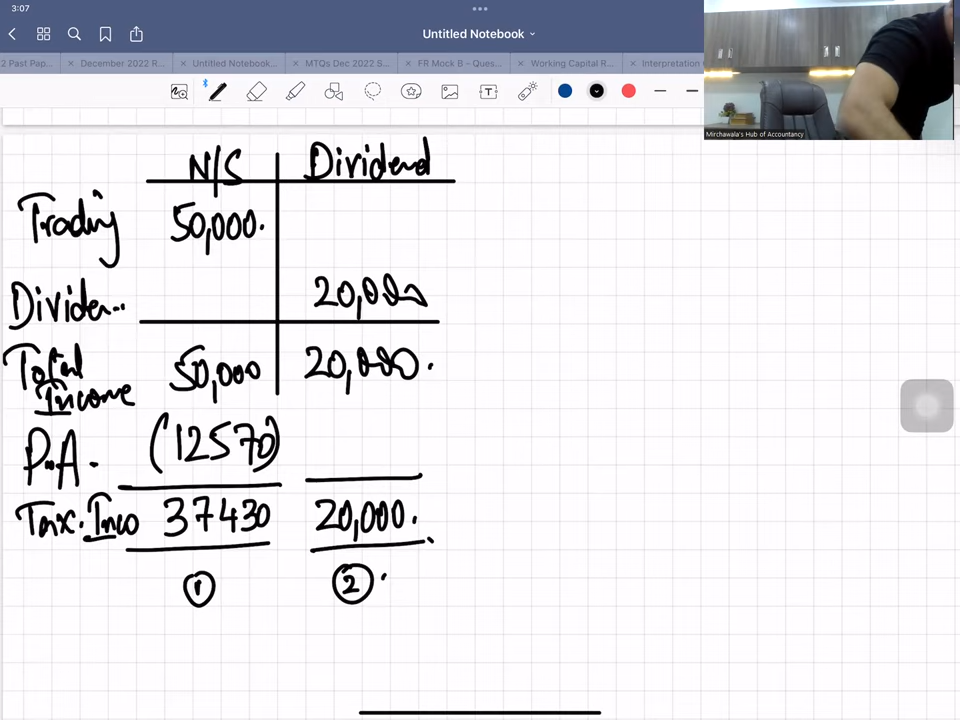 3:07
Untitled Notebook
2 Past Pap...
December 2022 R...
Untitled Notebook...
MTQs Dec 2022 S...
FR Mock B - Ques...
Working Capital R...
Interpretation
Mirchawala's Hub of Accountancy
N/S Dividend
Trading 50,000.
Dividen.. 20,000
Total Income 50,000 20,000.
P.A. (12570)
Tax. Inco 37430 20,000.
① ②